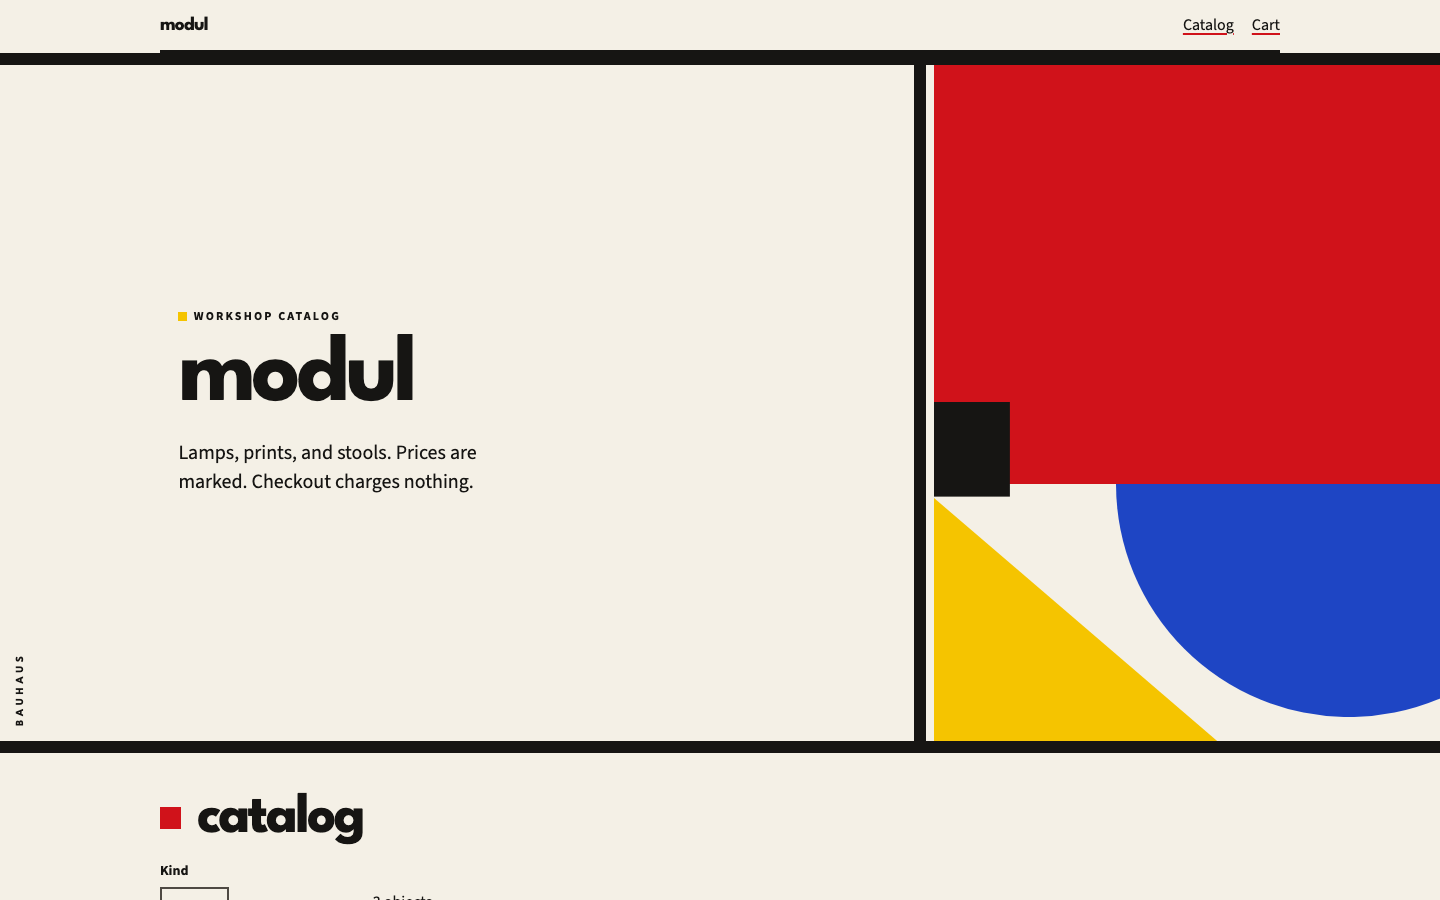 modul
Catalog Cart
WORKSHOP CATALOG
modul
Lamps, prints, and stools. Prices are
marked. Checkout charges nothing.
BAUHAUS
catalog
Kind